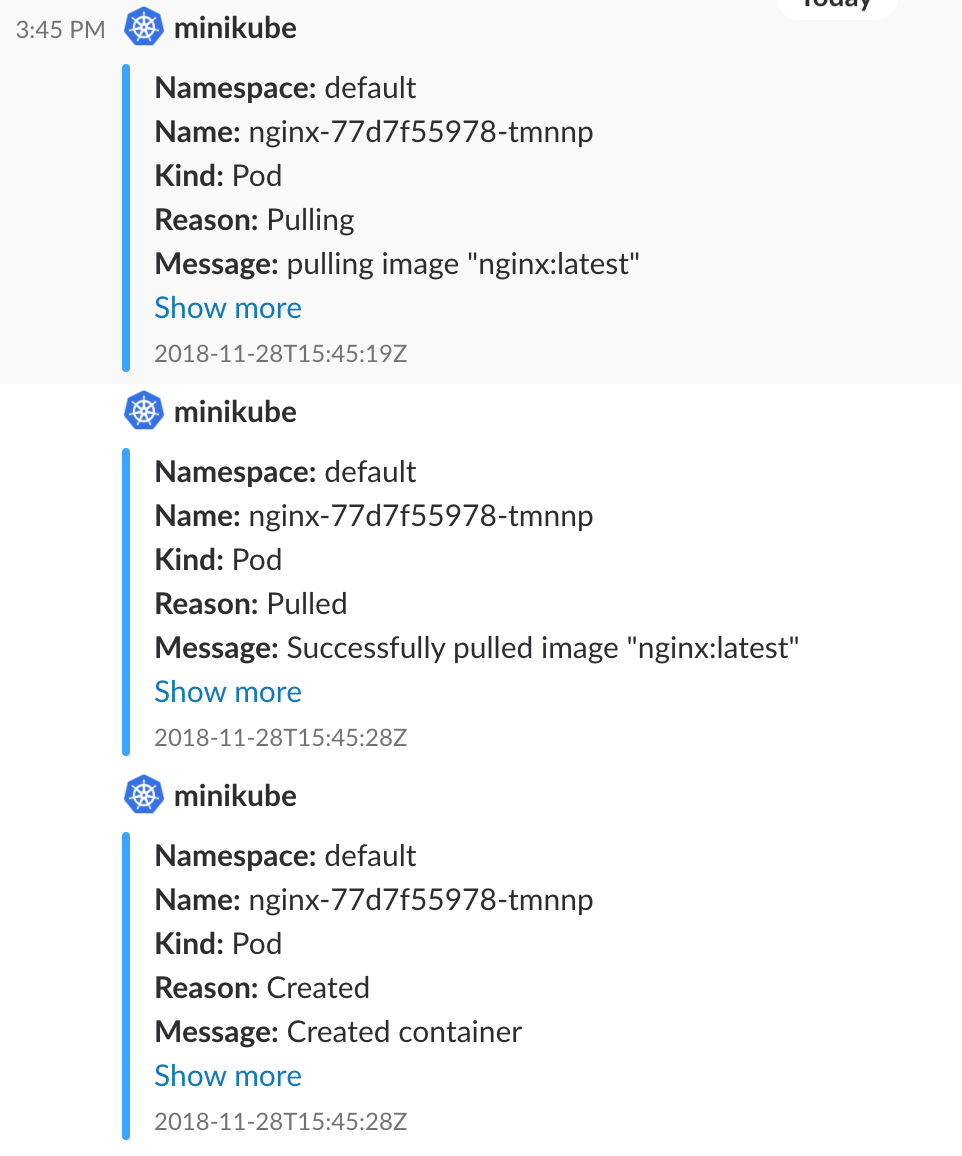 Today
3:45 PM minikube
Namespace: default
Name: nginx-77d7f55978-tmnnp
Kind: Pod
Reason: Pulling
Message: pulling image "nginx:latest"
Show more
2018-11-28T15:45:19Z
minikube
Namespace: default
Name: nginx-77d7f55978-tmnnp
Kind: Pod
Reason: Pulled
Message: Successfully pulled image "nginx:latest"
Show more
2018-11-28T15:45:28Z
minikube
Namespace: default
Name: nginx-77d7f55978-tmnnp
Kind: Pod
Reason: Created
Message: Created container
Show more
2018-11-28T15:45:28Z